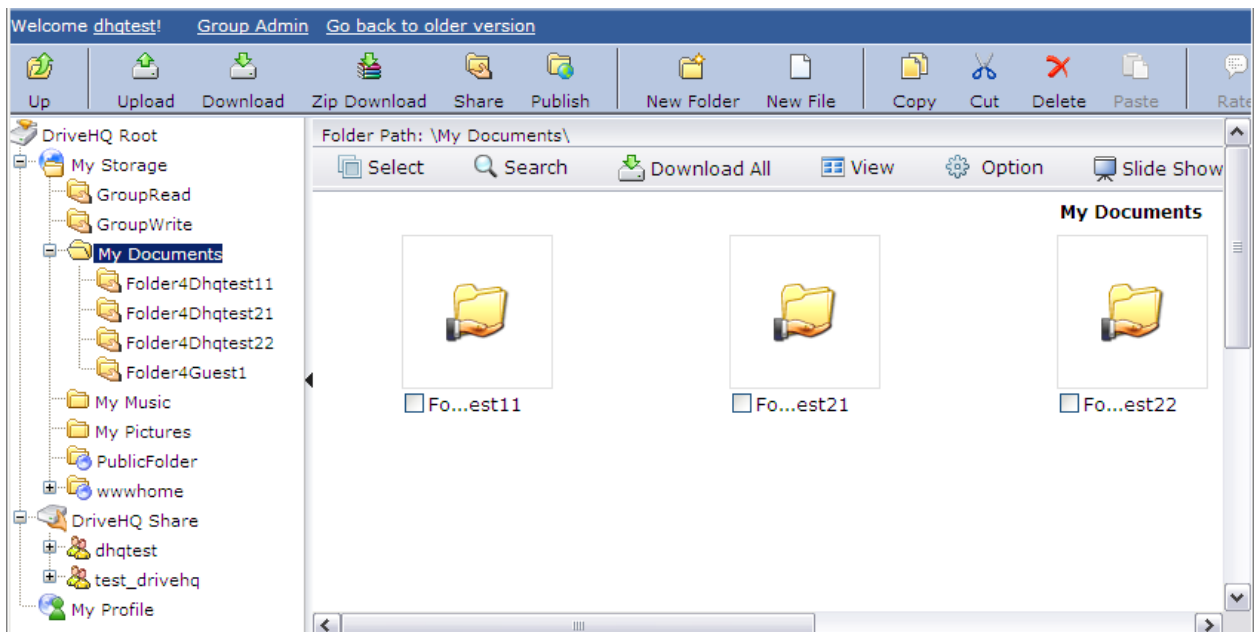 Welcome dhqtest! Group Admin Go back to older version
Up Upload Download Zip Download Share Publish New Folder New File Copy Cut Delete Paste Rate
DriveHQ Root
My Storage
GroupRead
GroupWrite
My Documents
Folder4Dhqtest11
Folder4Dhqtest21
Folder4Dhqtest22
Folder4Guest1
My Music
My Pictures
PublicFolder
wwwhome
DriveHQ Share
dhqtest
test_drivehq
My Profile
Folder Path: \My Documents\
Select Search Download All View Option Slide Show
My Documents
Fo...est11 Fo...est21 Fo...est22